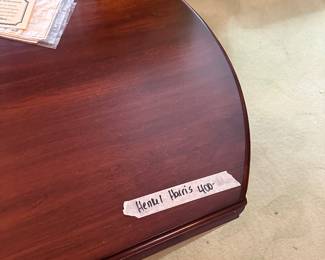 Henkel Harris 400-